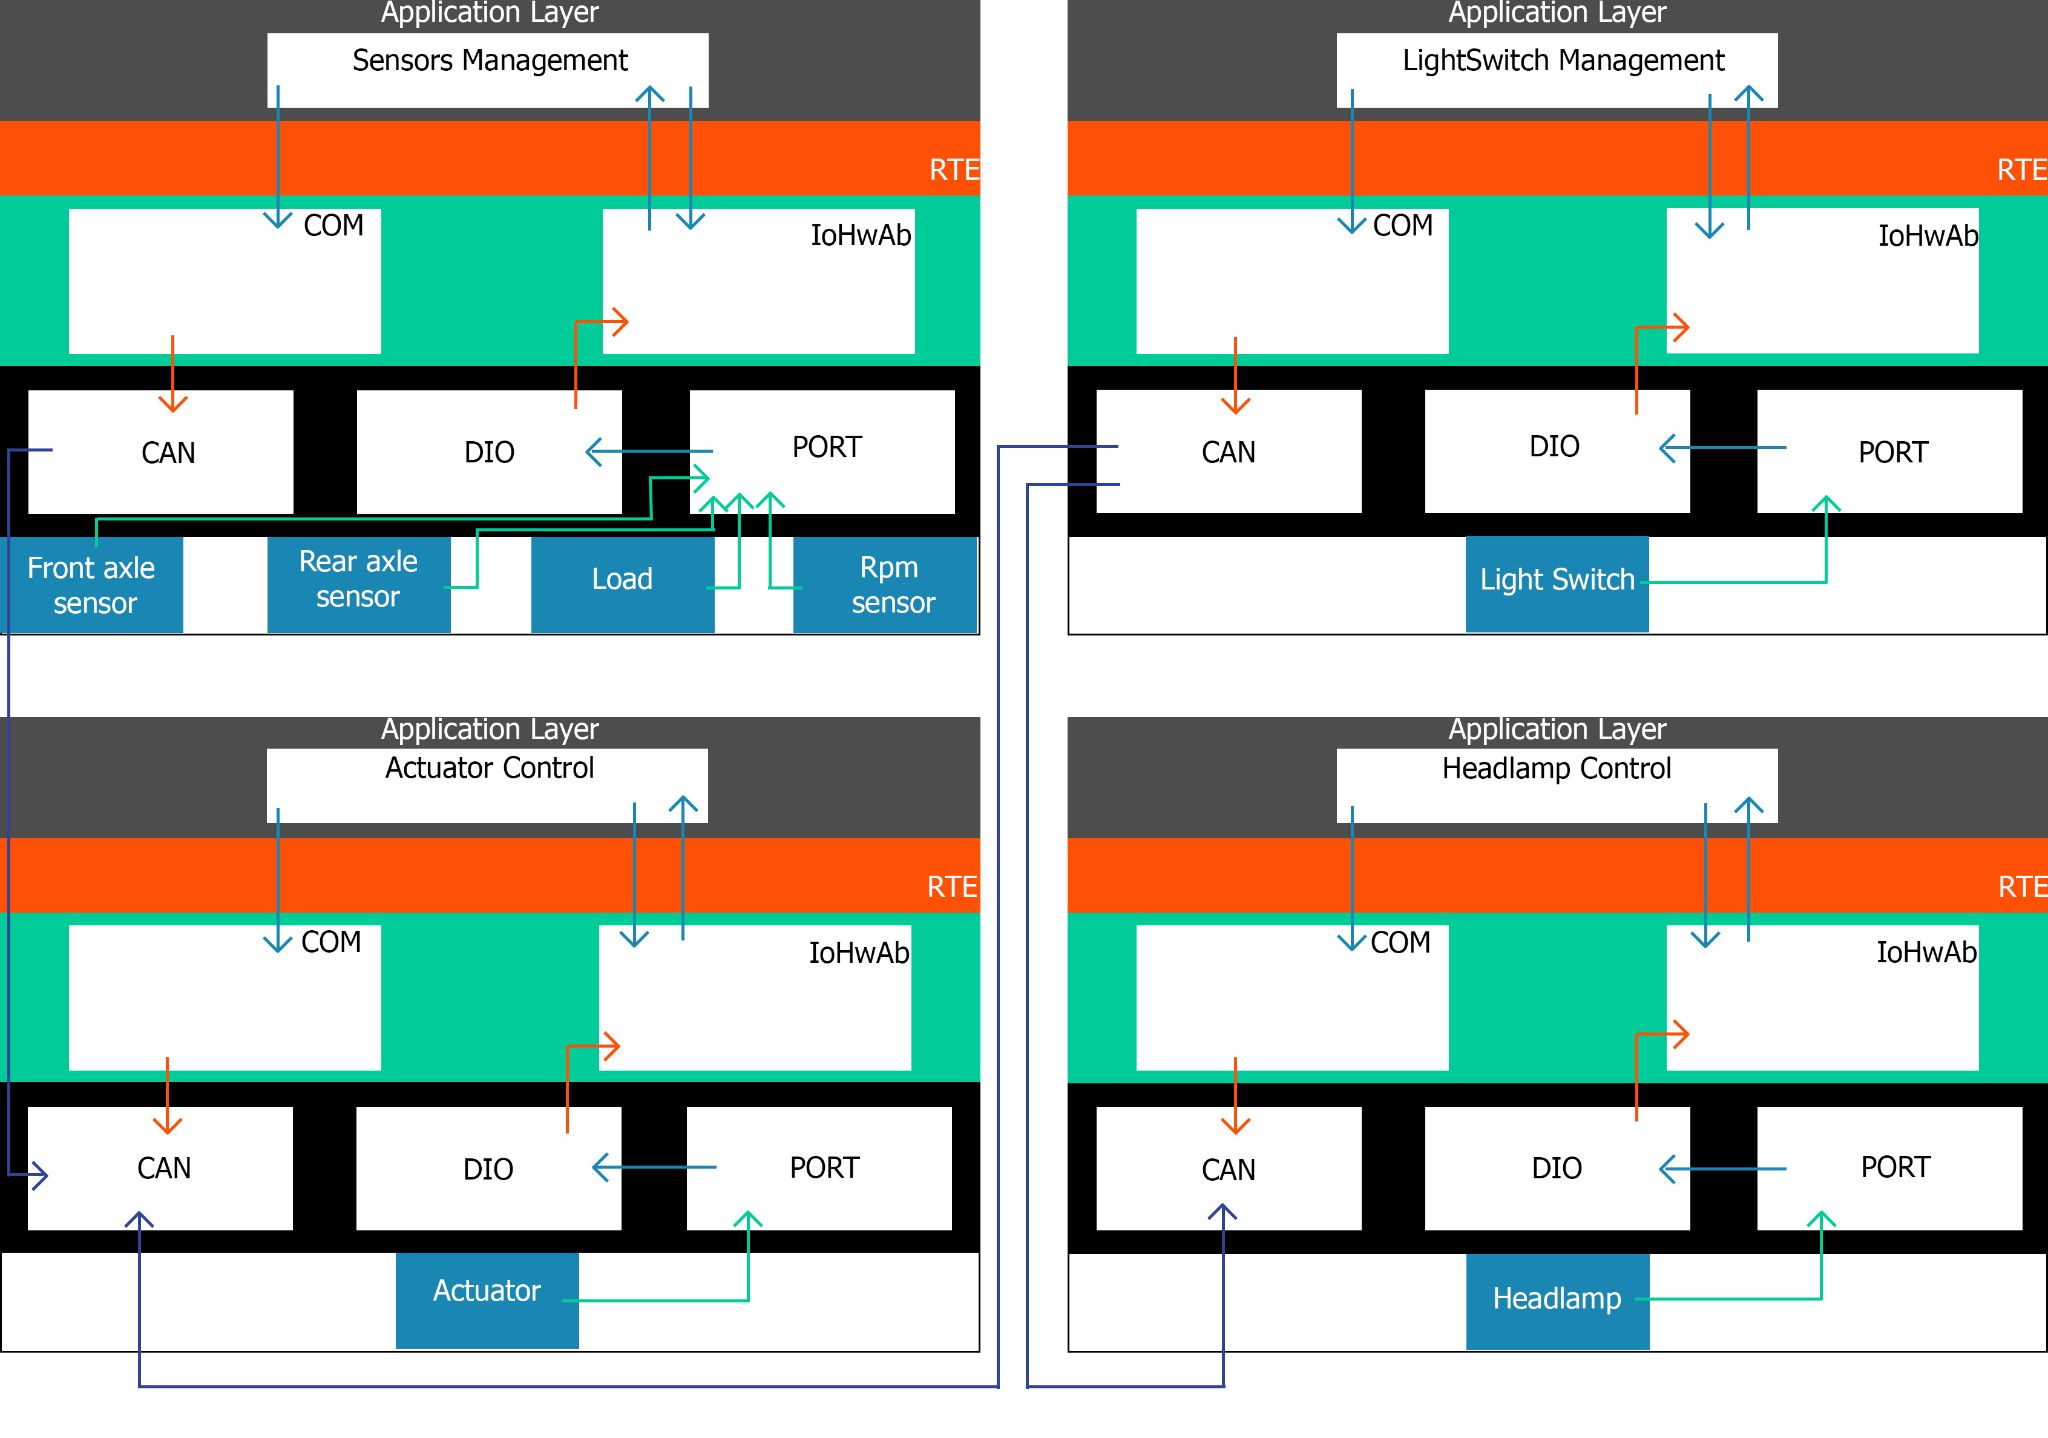 Application Layer
Sensors Management
RTE
COM
IoHwAb
CAN
DIO
PORT
Front axle
sensor
Rear axle
sensor
Load
Rpm
sensor
Application Layer
LightSwitch Management
RTE
COM
IoHwAb
CAN
DIO
PORT
Light Switch
Application Layer
Actuator Control
RTE
COM
IoHwAb
CAN
DIO
PORT
Actuator
Application Layer
Headlamp Control
RTE
COM
IoHwAb
CAN
DIO
PORT
Headlamp